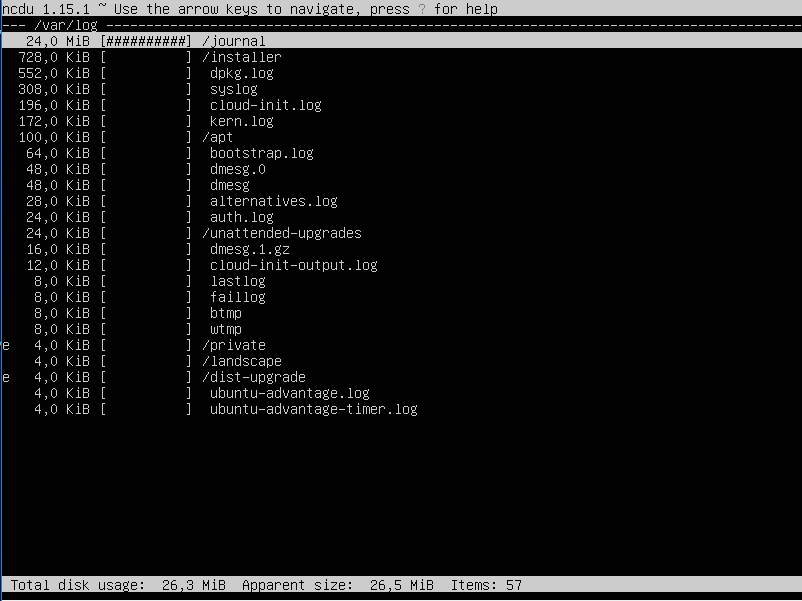 ncdu 1.15.1 ~ Use the arrow keys to navigate, press ? for help
--- /var/log ---------------------------------------------------------------------------------------
   24,0 MiB [##########] /journal
  728,0 KiB [          ] /installer
  552,0 KiB [          ]  dpkg.log
  308,0 KiB [          ]  syslog
  196,0 KiB [          ]  cloud-init.log
  172,0 KiB [          ]  kern.log
  100,0 KiB [          ] /apt
   64,0 KiB [          ]  bootstrap.log
   48,0 KiB [          ]  dmesg.0
   48,0 KiB [          ]  dmesg
   28,0 KiB [          ]  alternatives.log
   24,0 KiB [          ]  auth.log
   24,0 KiB [          ] /unattended-upgrades
   16,0 KiB [          ]  dmesg.1.gz
   12,0 KiB [          ]  cloud-init-output.log
    8,0 KiB [          ]  lastlog
    8,0 KiB [          ]  faillog
    8,0 KiB [          ]  btmp
    8,0 KiB [          ]  wtmp
e   4,0 KiB [          ] /private
    4,0 KiB [          ] /landscape
e   4,0 KiB [          ] /dist-upgrade
    4,0 KiB [          ]  ubuntu-advantage.log
    4,0 KiB [          ]  ubuntu-advantage-timer.log
Total disk usage:  26,3 MiB  Apparent size:  26,5 MiB  Items: 57